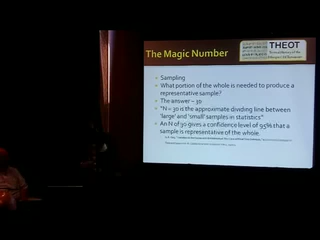 The Magic Number
THEOT
Sampling
What portion of the whole is needed to produce a
representative sample?
The answer – 30
"N = 30 is the approximate dividing line between
'large' and 'small' samples in statistics"
An N of 30 gives a confidence level of 95% that a
sample is representative of the whole.